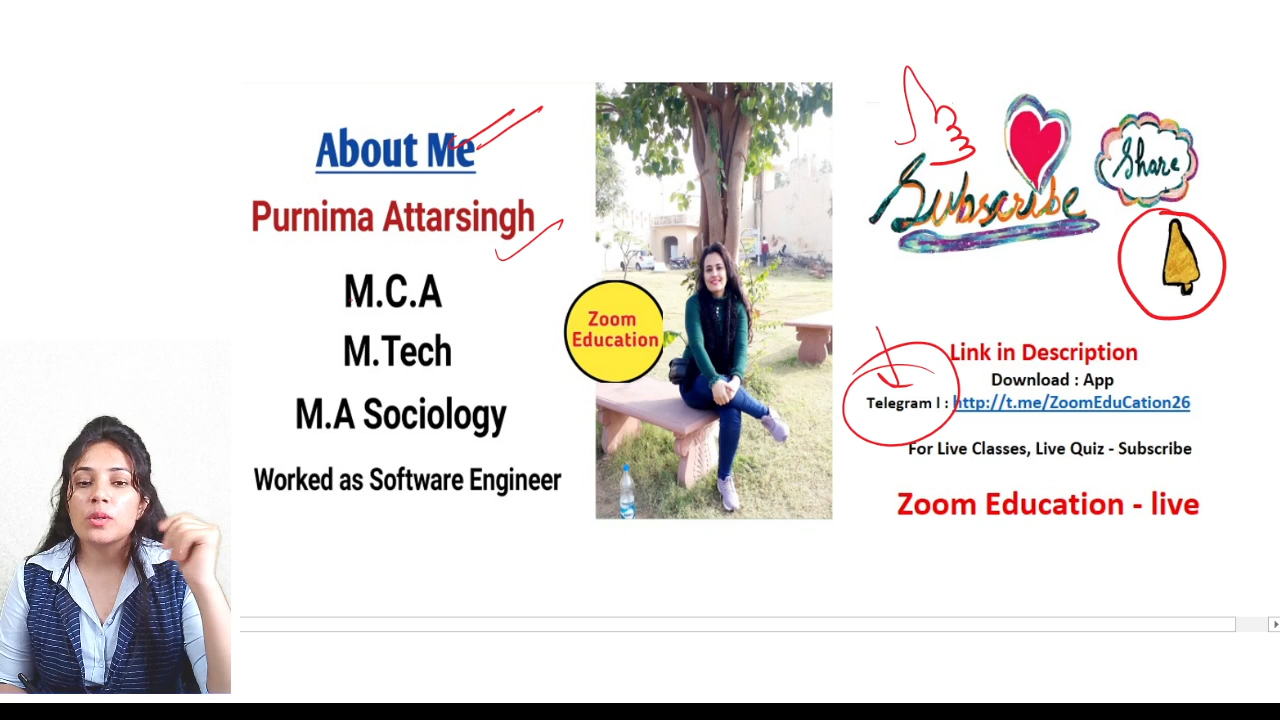 About Me
Purnima Attarsingh
M.C.A
M.Tech
M.A Sociology
Worked as Software Engineer
Zoom
Education
Subscribe
Share
Link in Description
Download : App
Telegram l : http://t.me/ZoomEduCation26
For Live Classes, Live Quiz - Subscribe
Zoom Education - live